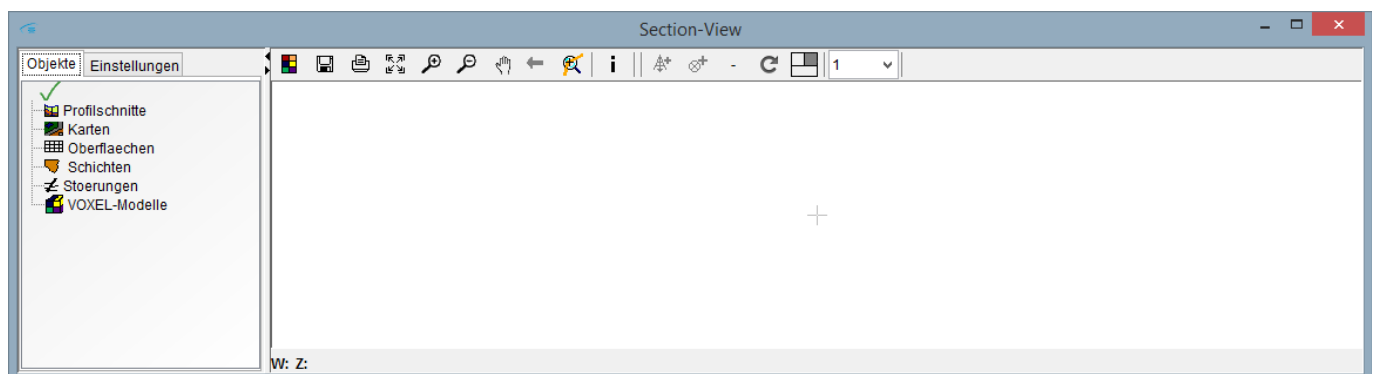 Section-View
Objekte Einstellungen
i - 1
Profilschnitte
Karten
Oberflaechen
Schichten
Stoerungen
VOXEL-Modelle
W: Z: